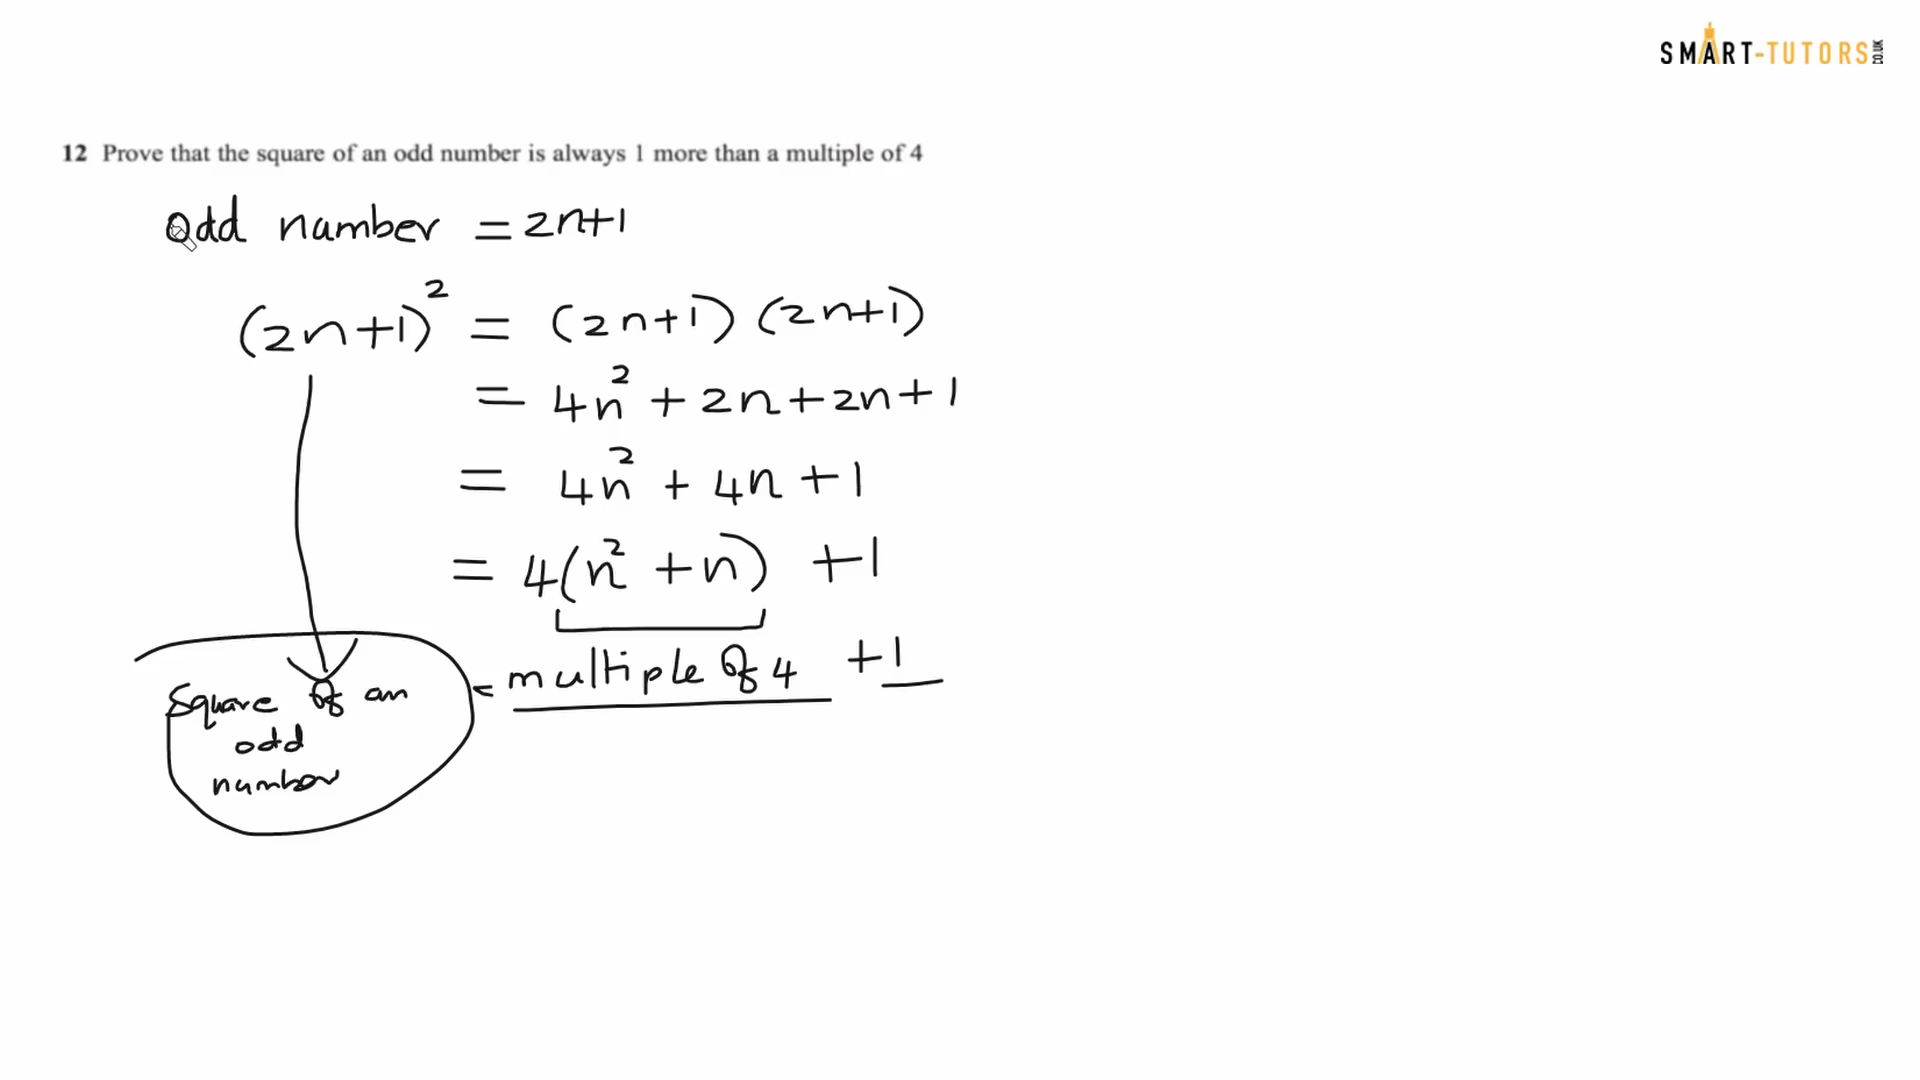 SMART-TUTORS.CO.UK
12 Prove that the square of an odd number is always 1 more than a multiple of 4
Odd number = 2n+1
(2n+1)² = (2n+1)(2n+1)
= 4n² + 2n + 2n + 1
= 4n² + 4n + 1
= 4(n² + n) + 1
Square of an = multiple of 4 + 1
odd
number